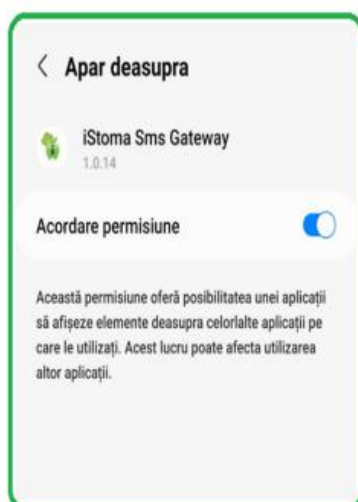 Apar deasupra
iStoma Sms Gateway
1.0.14
Acordare permisiune
Această permisiune oferă posibilitatea unei aplicații
să afișeze elemente deasupra celorlalte aplicații pe
care le utilizați. Acest lucru poate afecta utilizarea
altor aplicații.